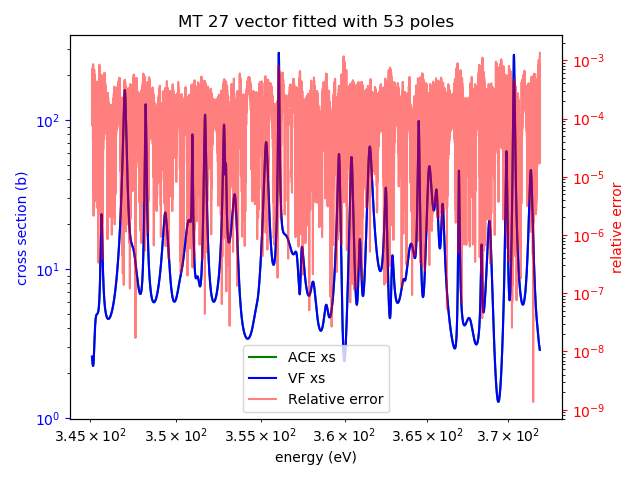 MT 27 vector fitted with 53 poles
cross section (b)
10²
10¹
10⁰
10⁻³
10⁻⁴
10⁻⁵
10⁻⁶
10⁻⁷
10⁻⁸
10⁻⁹
relative error
ACE xs
VF xs
Relative error
3.45 × 10² 3.5 × 10² 3.55 × 10² 3.6 × 10² 3.65 × 10² 3.7 × 10²
energy (eV)